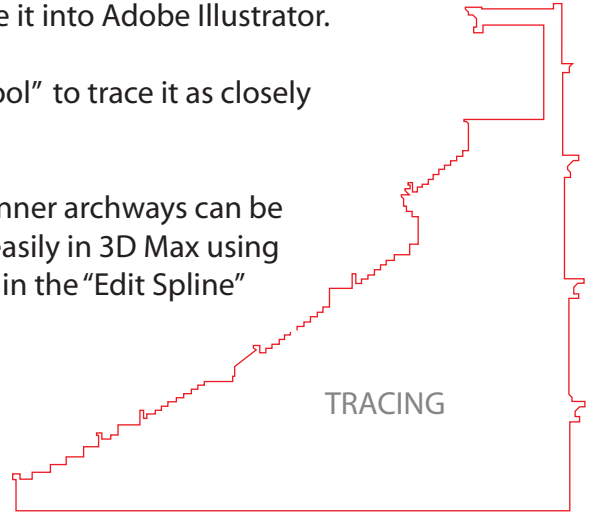 e it into Adobe Illustrator.
ool” to trace it as closely
nner archways can be
easily in 3D Max using
in the “Edit Spline”
TRACING